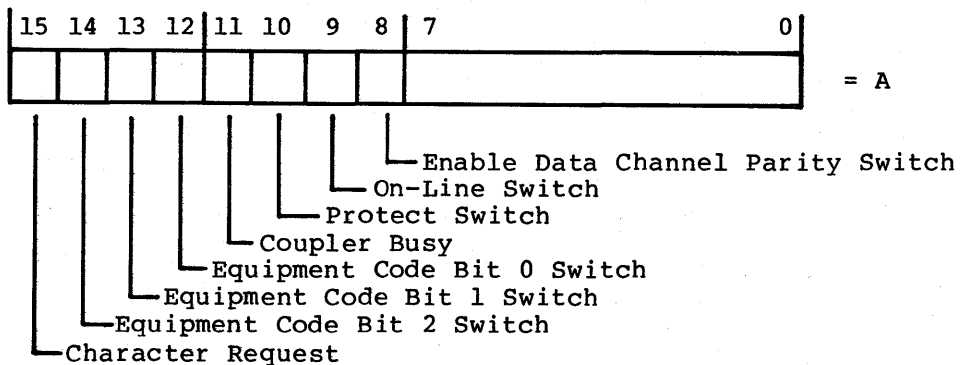 15 14 13 12 11 10 9 8 7 0
= A
Enable Data Channel Parity Switch
On-Line Switch
Protect Switch
Coupler Busy
Equipment Code Bit 0 Switch
Equipment Code Bit 1 Switch
Equipment Code Bit 2 Switch
Character Request